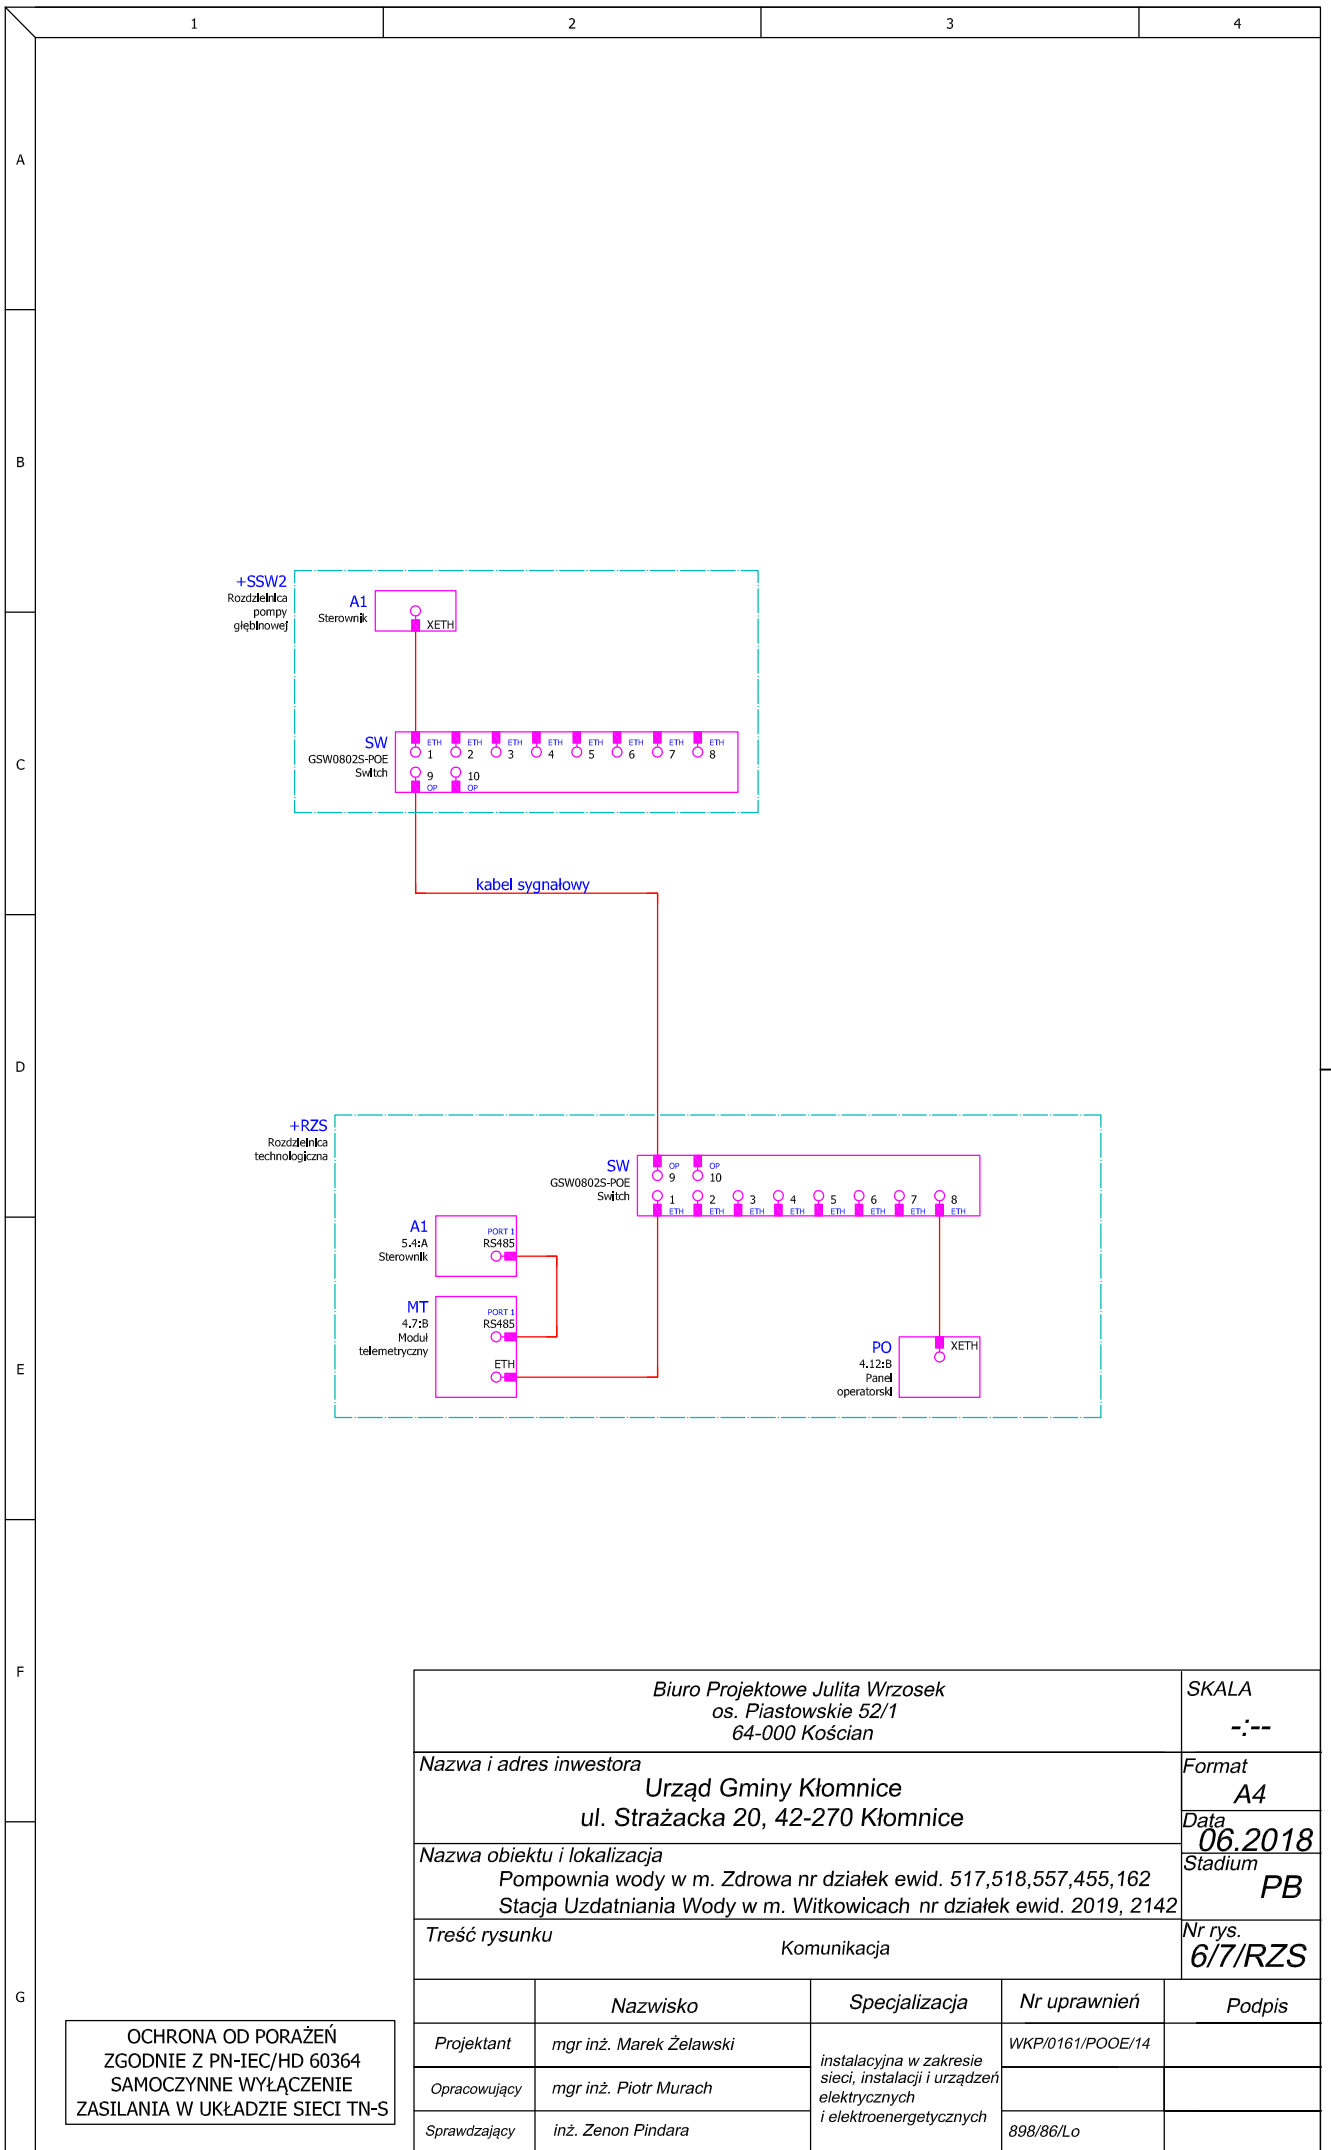 1 2 3 4
A
B
C
D
E
F
G
+SSW2
Rozdzielnica
pompy
głębinowej
A1
Sterownik
XETH
SW
GSW0802S-POE
Switch
ETH ETH ETH ETH ETH ETH ETH ETH
1 2 3 4 5 6 7 8
9 10
OP OP
kabel sygnałowy
+RZS
Rozdzielnica
technologiczna
SW
GSW0802S-POE
Switch
OP OP
9 10
1 2 3 4 5 6 7 8
ETH ETH ETH ETH ETH ETH ETH ETH
A1
5.4:A
Sterownik
PORT 1
RS485
MT
4.7:B
Moduł
telemetryczny
PORT 1
RS485
ETH
PO
4.12:B
Panel
operatorski
XETH
Biuro Projektowe Julita Wrzosek
os. Piastowskie 52/1
64-000 Kościan
SKALA
-:--
Nazwa i adres inwestora
Urząd Gminy Kłomnice
ul. Strażacka 20, 42-270 Kłomnice
Format
A4
Data
06.2018
Nazwa obiektu i lokalizacja
Pompownia wody w m. Zdrowa nr działek ewid. 517,518,557,455,162
Stacja Uzdatniania Wody w m. Witkowicach nr działek ewid. 2019, 2142
Stadium
PB
Treść rysunku
Komunikacja
Nr rys.
6/7/RZS
Nazwisko Specjalizacja Nr uprawnień Podpis
Projektant mgr inż. Marek Żelawski WKP/0161/POOE/14
instalacyjna w zakresie
sieci, instalacji i urządzeń
elektrycznych
i elektroenergetycznych
Opracowujący mgr inż. Piotr Murach
Sprawdzający inż. Zenon Pindara 898/86/Lo
OCHRONA OD PORAŻEŃ
ZGODNIE Z PN-IEC/HD 60364
SAMOCZYNNE WYŁĄCZENIE
ZASILANIA W UKŁADZIE SIECI TN-S